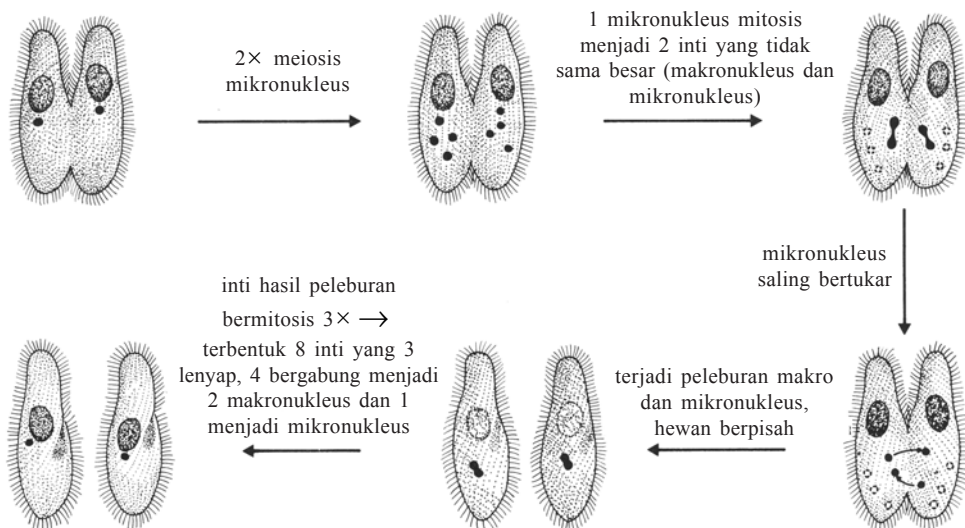 2× meiosis
mikronukleus
1 mikronukleus mitosis
menjadi 2 inti yang tidak
sama besar (makronukleus dan
mikronukleus)
mikronukleus
saling bertukar
terjadi peleburan makro
dan mikronukleus,
hewan berpisah
inti hasil peleburan
bermitosis 3× →
terbentuk 8 inti yang 3
lenyap, 4 bergabung menjadi
2 makronukleus dan 1
menjadi mikronukleus